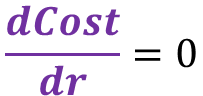 dCost
dr = 0